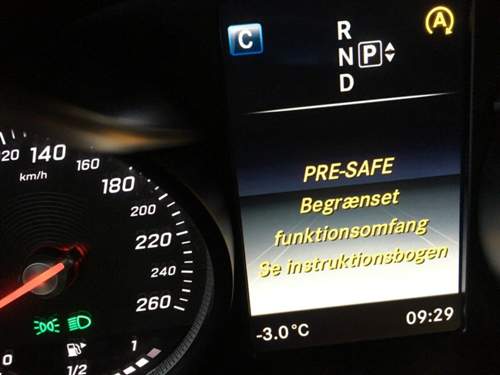 C
R
N P
D
A
120 140
km/h
160
180
200
220
240
260
0 1/2 1
PRE-SAFE
Begrænset
funktionsomfang
Se instruktionsbogen
-3.0°C 09:29